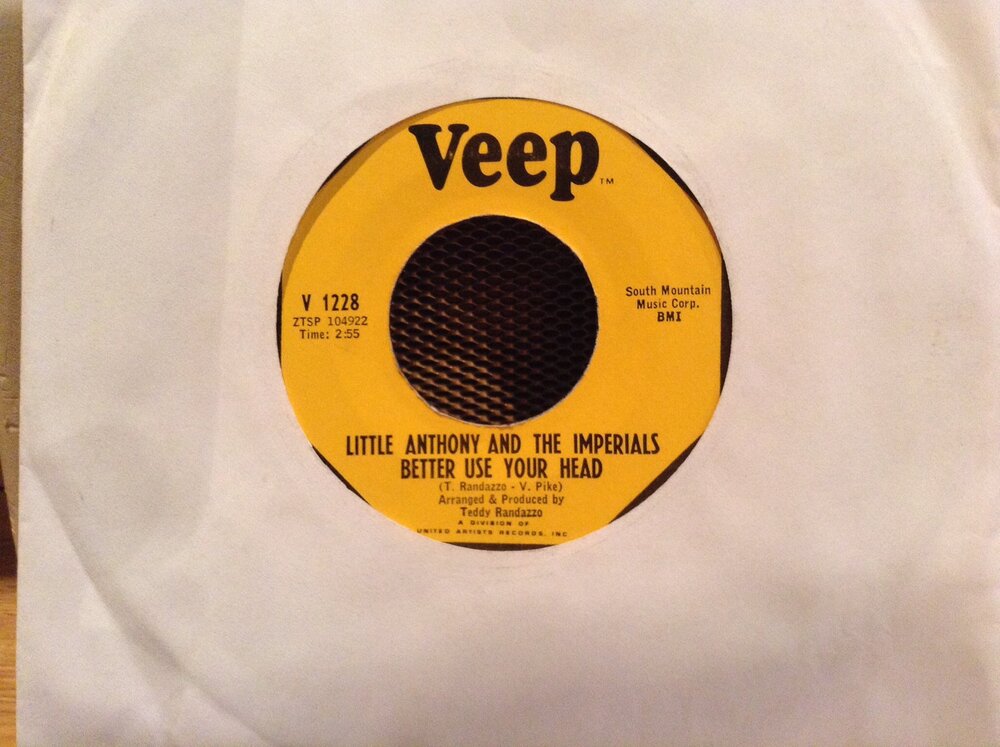 Veep TM
V 1228
ZTSP 104922
Time: 2:55
South Mountain
Music Corp.
BMI
LITTLE ANTHONY AND THE IMPERIALS
BETTER USE YOUR HEAD
(T. Randazzo - V. Pike)
Arranged & Produced by
Teddy Randazzo
A DIVISION OF
UNITED ARTISTS RECORDS, INC